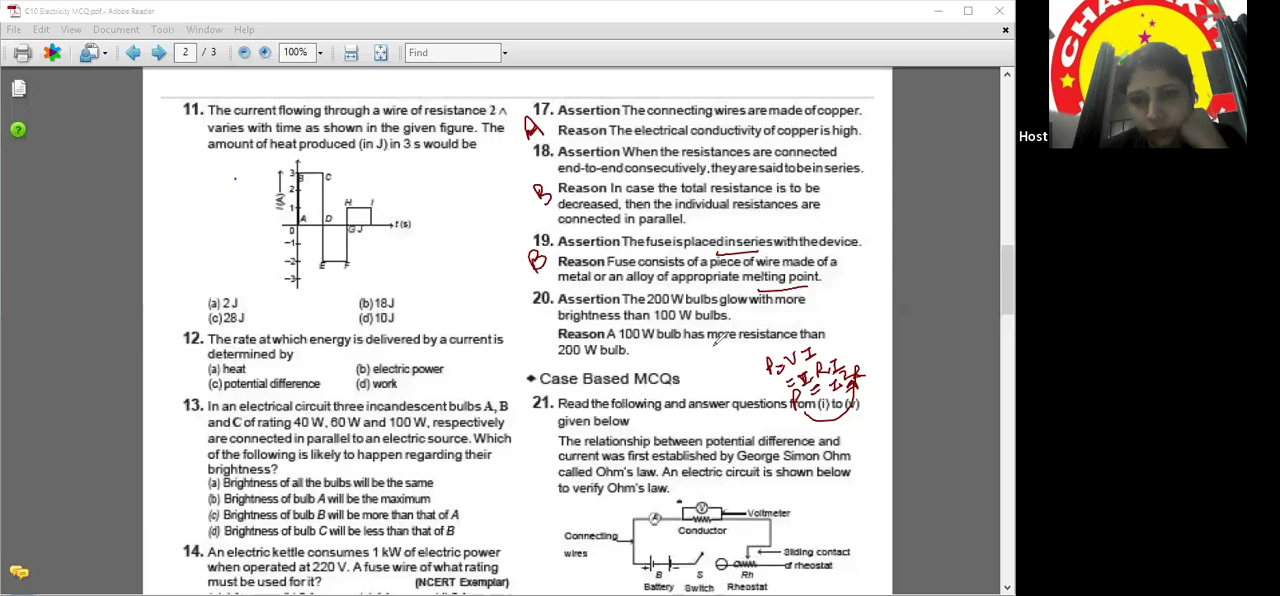 C10 Electricity MCQ.pdf - Adobe Reader
File Edit View Document Tools Window Help
2 / 3 100% Find
11. The current flowing through a wire of resistance 2 ᴧ
varies with time as shown in the given figure. The
amount of heat produced (in J) in 3 s would be
I(A)
3 B C
2
1 A D H I
0 G J t(s)
–1
–2 E F
–3
(a) 2 J (b) 18 J
(c) 28 J (d) 10 J
12. The rate at which energy is delivered by a current is
determined by
(a) heat (b) electric power
(c) potential difference (d) work
13. In an electrical circuit three incandescent bulbs A, B
and C of rating 40 W, 60 W and 100 W, respectively
are connected in parallel to an electric source. Which
of the following is likely to happen regarding their
brightness?
(a) Brightness of all the bulbs will be the same
(b) Brightness of bulb A will be the maximum
(c) Brightness of bulb B will be more than that of A
(d) Brightness of bulb C will be less than that of B
14. An electric kettle consumes 1 kW of electric power
when operated at 220 V. A fuse wire of what rating
must be used for it? (NCERT Exemplar)
17. Assertion The connecting wires are made of copper.
A Reason The electrical conductivity of copper is high.
18. Assertion When the resistances are connected
end-to-end consecutively, they are said to be in series.
B Reason In case the total resistance is to be
decreased, then the individual resistances are
connected in parallel.
19. Assertion The fuse is placed in series with the device.
B Reason Fuse consists of a piece of wire made of a
metal or an alloy of appropriate melting point.
20. Assertion The 200 W bulbs glow with more
brightness than 100 W bulbs.
Reason A 100 W bulb has more resistance than
200 W bulb.
P = V I
= I R I
P = I²R
Case Based MCQs
21. Read the following and answer questions from (i) to (v)
given below
The relationship between potential difference and
current was first established by George Simon Ohm
called Ohm's law. An electric circuit is shown below
to verify Ohm's law.
V Voltmeter
A
Conductor
Connecting
wires
Sliding contact
of rheostat
B S Rh
Battery Switch Rheostat
Host